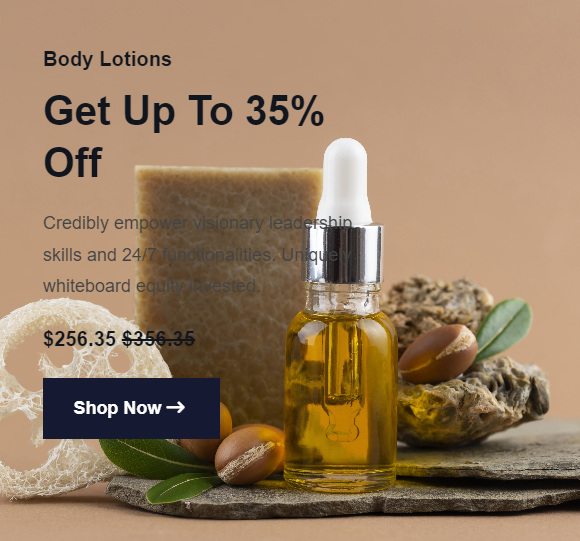 Body Lotions
Get Up To 35%
Off
Credibly empower visionary leadership
skills and 24/7 functionalities. Uniquely
whiteboard equity invested.
$256.35 $356.35
Shop Now →